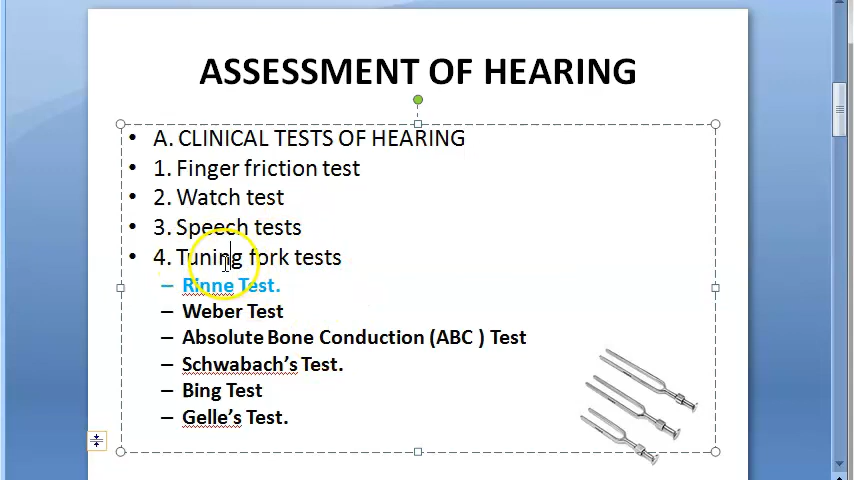 ASSESSMENT OF HEARING
• A. CLINICAL TESTS OF HEARING
• 1. Finger friction test
• 2. Watch test
• 3. Speech tests
• 4. Tuning fork tests
– Rinne Test.
– Weber Test
– Absolute Bone Conduction (ABC ) Test
– Schwabach's Test.
– Bing Test
– Gelle's Test.